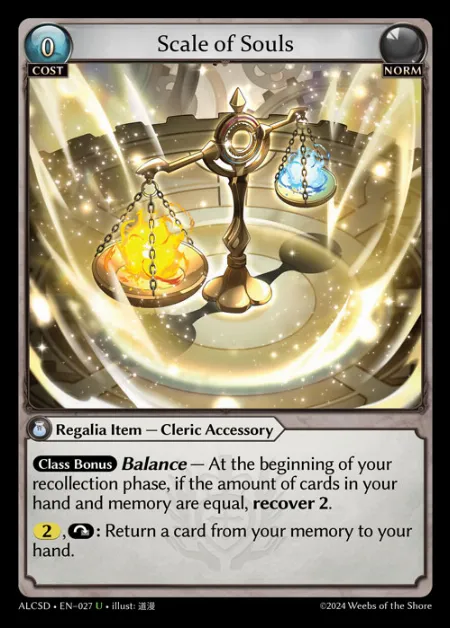 0
COST
Scale of Souls
NORM
Regalia Item — Cleric Accessory
Class Bonus Balance — At the beginning of your
recollection phase, if the amount of cards in your
hand and memory are equal, recover 2.
2 , : Return a card from your memory to your
hand.
ALCSD • EN-027 U • illust: 道漫
©2024 Weebs of the Shore